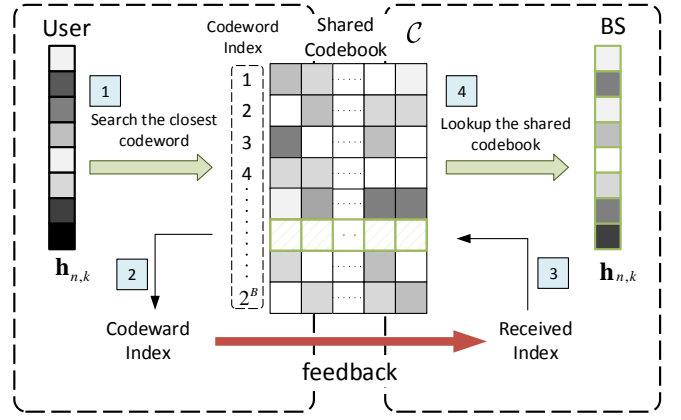 User
Codeword
Index
Shared
Codebook
𝒞
BS
1
Search the closest
codeword
1
2
3
4
2^B
4
Lookup the shared
codebook
h_{n,k}
2
Codeward
Index
3
Received
Index
h_{n,k}
feedback